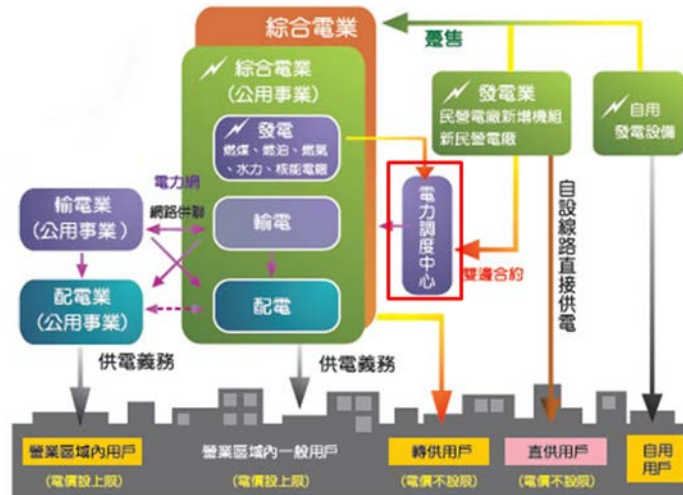 綜合電業
躉售
綜合電業
(公用事業)
發電
燃煤、燃油、燃氣
、水力、核能電廠
發電業
民營電廠新增機組
新民營電廠
自用
發電設備
電力網
網路併聯
輸電業
(公用事業)
輸電
電力調度中心
雙邊合約
自設線路直接供電
配電業
(公用事業)
配電
供電義務
供電義務
營業區域內用戶
(電價設上限)
營業區域內一般用戶
(電價設上限)
轉供用戶
(電價不設限)
直供用戶
(電價不設限)
自用
用戶